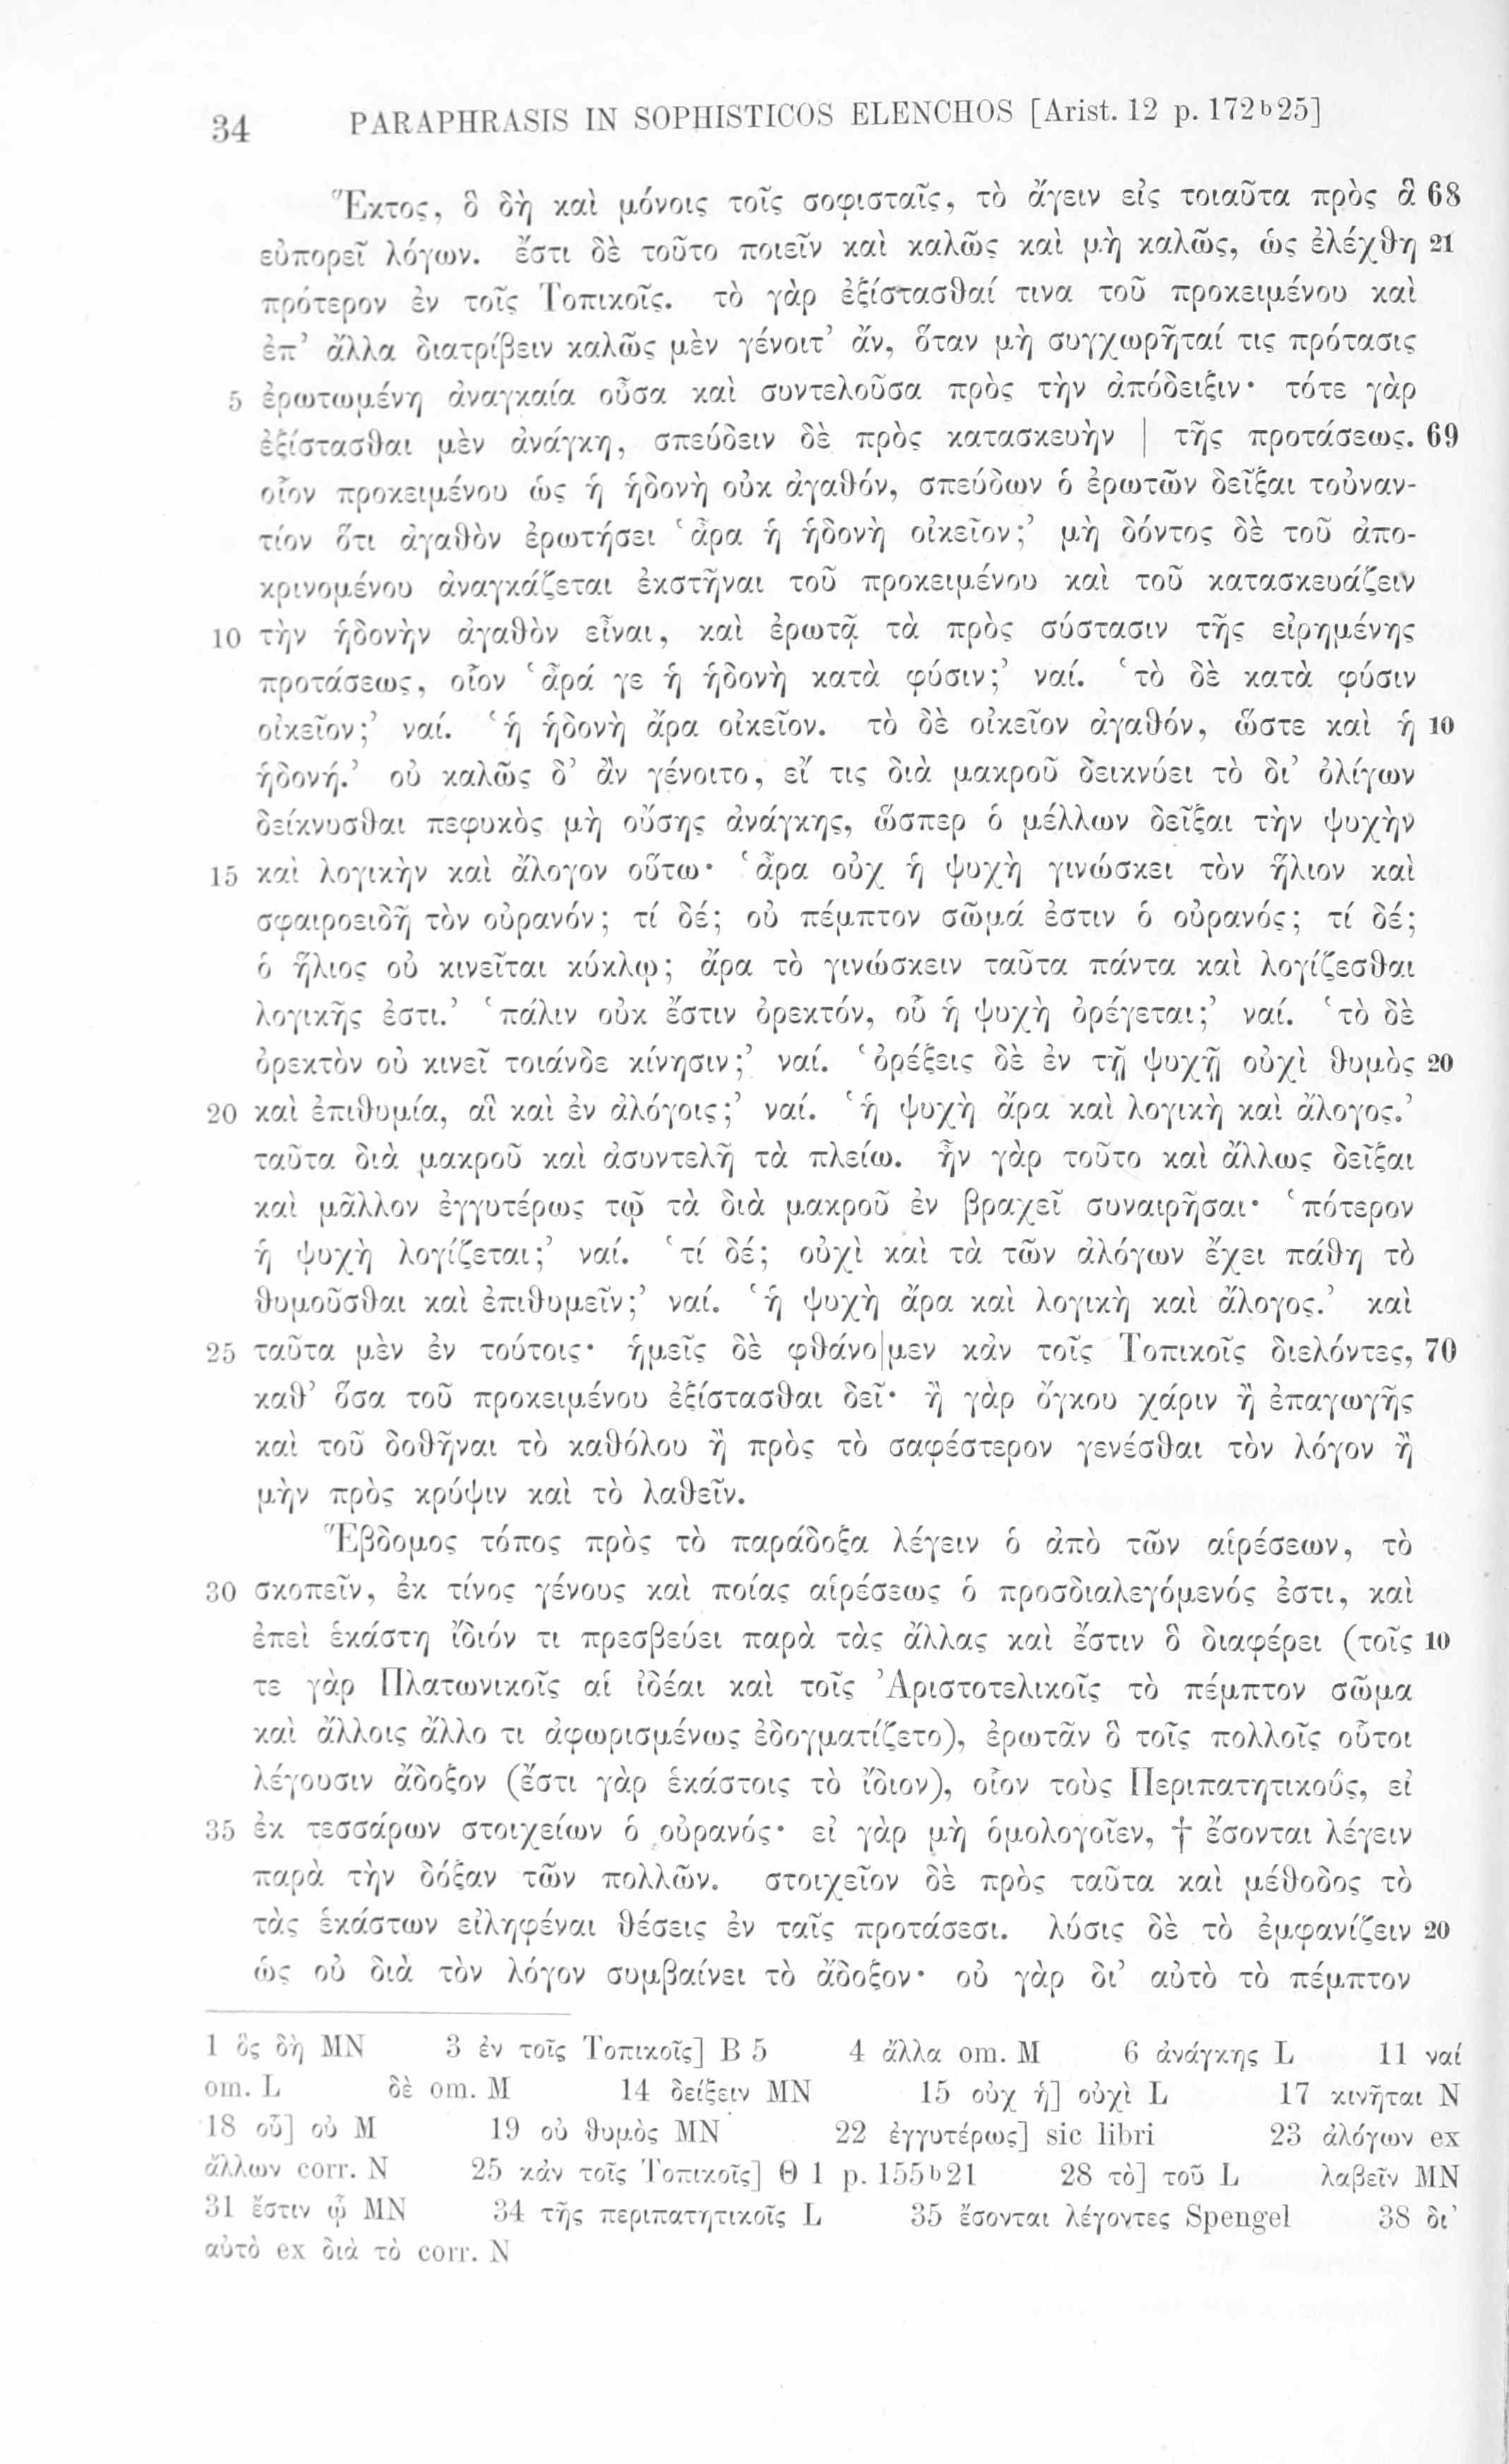 34 PARAPHRASIS IN SOPHISTICOS ELENCHOS [Arist. 12 p. 172b25]
Ἕκτος, ὃ δὴ καὶ μόνοις τοῖς σοφισταῖς, τὸ ἄγειν εἰς τοιαῦτα πρὸς ἃ 68
εὐπορεῖ λόγων. ἔστι δὲ τοῦτο ποιεῖν καὶ καλῶς καὶ μὴ καλῶς, ὡς ἐλέχθη 21
πρότερον ἐν τοῖς Τοπικοῖς. τὸ γὰρ ἐξίστασθαί τινα τοῦ προκειμένου καὶ
ἐπ’ ἄλλα διατρίβειν καλῶς μὲν γένοιτ’ ἄν, ὅταν μὴ συγχωρῆταί τις πρότασις
5 ἐρωτωμένη ἀναγκαία οὖσα καὶ συντελοῦσα πρὸς τὴν ἀπόδειξιν· τότε γὰρ
ἐξίστασθαι μὲν ἀνάγκη, σπεύδειν δὲ πρὸς κατασκευὴν | τῆς προτάσεως. 69
οἷον προκειμένου ὡς ἡ ἡδονὴ οὐκ ἀγαθόν, σπεύδων ὁ ἐρωτῶν δεῖξαι τοὐναν-
τίον ὅτι ἀγαθὸν ἐρωτήσει ‘ἆρα ἡ ἡδονὴ οἰκεῖον;’ μὴ δόντος δὲ τοῦ ἀπο-
κρινομένου ἀναγκάζεται ἐκστῆναι τοῦ προκειμένου καὶ τοῦ κατασκευάζειν
10 τὴν ἡδονὴν ἀγαθὸν εἶναι, καὶ ἐρωτᾷ τὰ πρὸς σύστασιν τῆς εἰρημένης
προτάσεως, οἷον ‘ἆρά γε ἡ ἡδονὴ κατὰ φύσιν;’ ναί. ‘τὸ δὲ κατὰ φύσιν
οἰκεῖον;’ ναί. ‘ἡ ἡδονὴ ἄρα οἰκεῖον. τὸ δὲ οἰκεῖον ἀγαθόν, ὥστε καὶ ἡ 10
ἡδονή.’ οὐ καλῶς δ’ ἂν γένοιτο, εἴ τις διὰ μακροῦ δεικνύει τὸ δι’ ὀλίγων
δείκνυσθαι πεφυκὸς μὴ οὔσης ἀνάγκης, ὥσπερ ὁ μέλλων δεῖξαι τὴν ψυχὴν
15 καὶ λογικὴν καὶ ἄλογον οὕτω· ‘ἆρα οὐχ ἡ ψυχὴ γινώσκει τὸν ἥλιον καὶ
σφαιροειδῆ τὸν οὐρανόν; τί δέ; οὐ πέμπτον σῶμά ἐστιν ὁ οὐρανός; τί δέ;
ὁ ἥλιος οὐ κινεῖται κύκλῳ; ἄρα τὸ γινώσκειν ταῦτα πάντα καὶ λογίζεσθαι
λογικῆς ἐστι.’ ‘πάλιν οὐκ ἔστιν ὀρεκτόν, οὗ ἡ ψυχὴ ὀρέγεται;’ ναί. ‘τὸ δὲ
ὀρεκτὸν οὐ κινεῖ τοιάνδε κίνησιν;’ ναί. ‘ὀρέξεις δὲ ἐν τῇ ψυχῇ οὐχὶ θυμὸς 20
20 καὶ ἐπιθυμία, αἳ καὶ ἐν ἀλόγοις;’ ναί. ‘ἡ ψυχὴ ἄρα καὶ λογικὴ καὶ ἄλογος.’
ταῦτα διὰ μακροῦ καὶ ἀσυντελῆ τὰ πλείω. ἦν γὰρ τοῦτο καὶ ἄλλως δεῖξαι
καὶ μᾶλλον ἐγγυτέρως τῷ τὰ διὰ μακροῦ ἐν βραχεῖ συναιρῆσαι· ‘πότερον
ἡ ψυχὴ λογίζεται;’ ναί. ‘τί δέ; οὐχὶ καὶ τὰ τῶν ἀλόγων ἔχει πάθη τὸ
θυμοῦσθαι καὶ ἐπιθυμεῖν;’ ναί. ‘ἡ ψυχὴ ἄρα καὶ λογικὴ καὶ ἄλογος.’ καὶ
25 ταῦτα μὲν ἐν τούτοις· ἡμεῖς δὲ φθάνο|μεν κἀν τοῖς Τοπικοῖς διελόντες, 70
καθ’ ὅσα τοῦ προκειμένου ἐξίστασθαι δεῖ· ἢ γὰρ ὄγκου χάριν ἢ ἐπαγωγῆς
καὶ τοῦ δοθῆναι τὸ καθόλου ἢ πρὸς τὸ σαφέστερον γενέσθαι τὸν λόγον ἢ
μὴν πρὸς κρύψιν καὶ τὸ λαθεῖν.
Ἕβδομος τόπος πρὸς τὸ παράδοξα λέγειν ὁ ἀπὸ τῶν αἱρέσεων, τὸ
30 σκοπεῖν, ἐκ τίνος γένους καὶ ποίας αἱρέσεως ὁ προσδιαλεγόμενός ἐστι, καὶ
ἐπεὶ ἑκάστη ἴδιόν τι πρεσβεύει παρὰ τὰς ἄλλας καὶ ἔστιν ὃ διαφέρει (τοῖς 10
τε γὰρ Πλατωνικοῖς αἱ ἰδέαι καὶ τοῖς Ἀριστοτελικοῖς τὸ πέμπτον σῶμα
καὶ ἄλλοις ἄλλο τι ἀφωρισμένως ἐδογματίζετο), ἐρωτᾶν ὃ τοῖς πολλοῖς οὗτοι
λέγουσιν ἄδοξον (ἔστι γὰρ ἑκάστοις τὸ ἴδιον), οἷον τοὺς Περιπατητικούς, εἰ
35 ἐκ τεσσάρων στοιχείων ὁ οὐρανός· εἰ γὰρ μὴ ὁμολογοῖεν, † ἔσονται λέγειν
παρὰ τὴν δόξαν τῶν πολλῶν. στοιχεῖον δὲ πρὸς ταῦτα καὶ μέθοδος τὸ
τὰς ἑκάστων εἰληφέναι θέσεις ἐν ταῖς προτάσεσι. λύσις δὲ τὸ ἐμφανίζειν 20
ὡς οὐ διὰ τὸν λόγον συμβαίνει τὸ ἄδοξον· οὐ γὰρ δι’ αὐτὸ τὸ πέμπτον
1 ὃς δὴ MN 3 ἐν τοῖς Τοπικοῖς] B 5 4 ἄλλα om. M 6 ἀνάγκης L 11 ναί
om. L δὲ om. M 14 δείξειν MN 15 οὐχ ἡ] οὐχὶ L 17 κινῆται N
18 οὗ] οὐ M 19 οὐ θυμὸς MN 22 ἐγγυτέρως] sic libri 23 ἀλόγων ex
ἄλλων corr. N 25 κἀν τοῖς Τοπικοῖς] Θ 1 p. 155b21 28 τὸ] τοῦ L λαβεῖν MN
31 ἔστιν ᾧ MN 34 τῆς περιπατητικοῖς L 35 ἔσονται λέγοντες Spengel 38 δι’
αὐτὸ ex διὰ τὸ corr. N